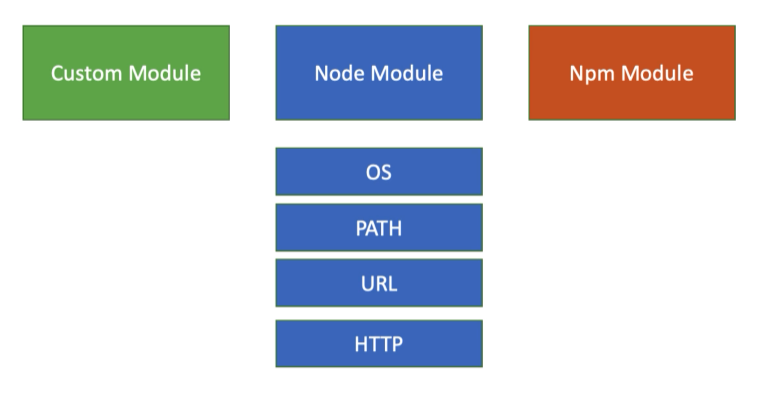 Custom Module
Node Module
Npm Module
OS
PATH
URL
HTTP